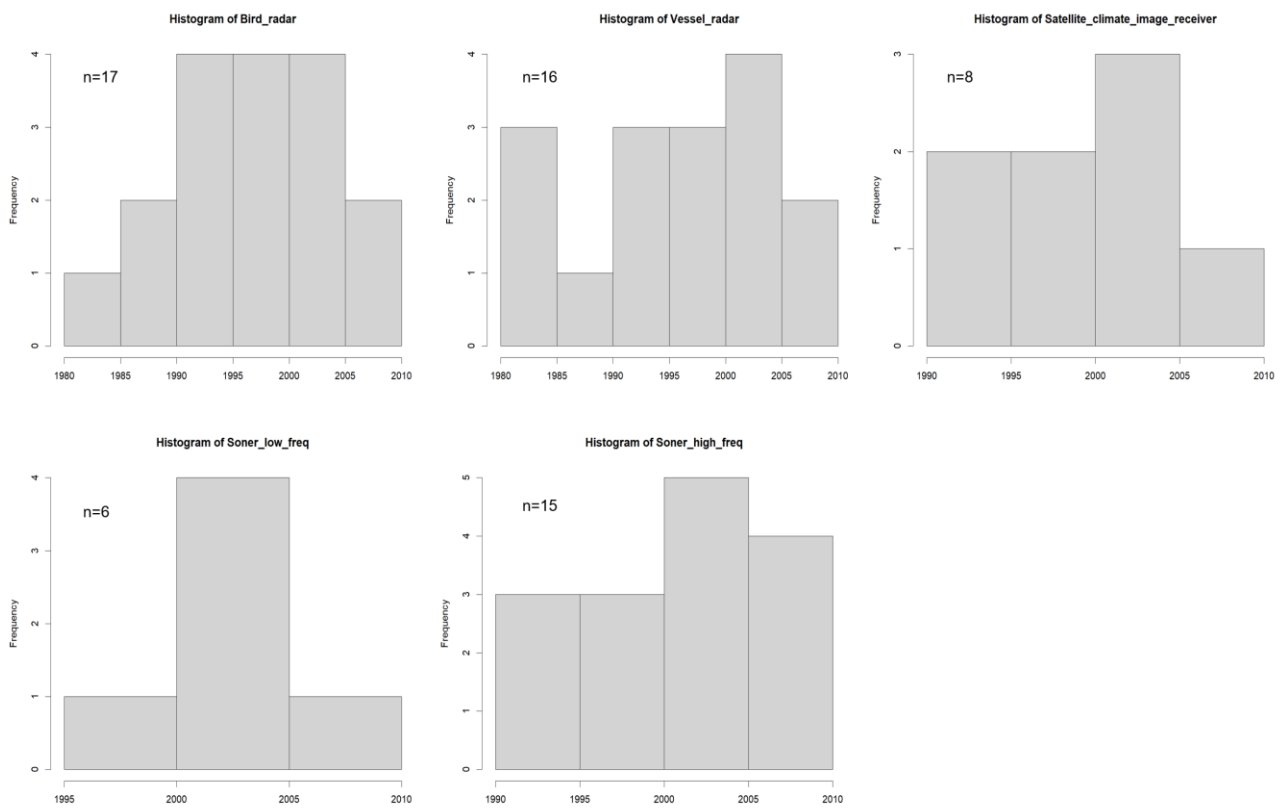 Histogram of Bird_radar
n=17
Frequency
4
3
2
1
0
1980 1985 1990 1995 2000 2005 2010
Histogram of Vessel_radar
n=16
Frequency
4
3
2
1
0
1980 1985 1990 1995 2000 2005 2010
Histogram of Satellite_climate_image_receiver
n=8
Frequency
3
2
1
0
1990 1995 2000 2005 2010
Histogram of Soner_low_freq
n=6
Frequency
4
3
2
1
0
1995 2000 2005 2010
Histogram of Soner_high_freq
n=15
Frequency
5
4
3
2
1
0
1990 1995 2000 2005 2010